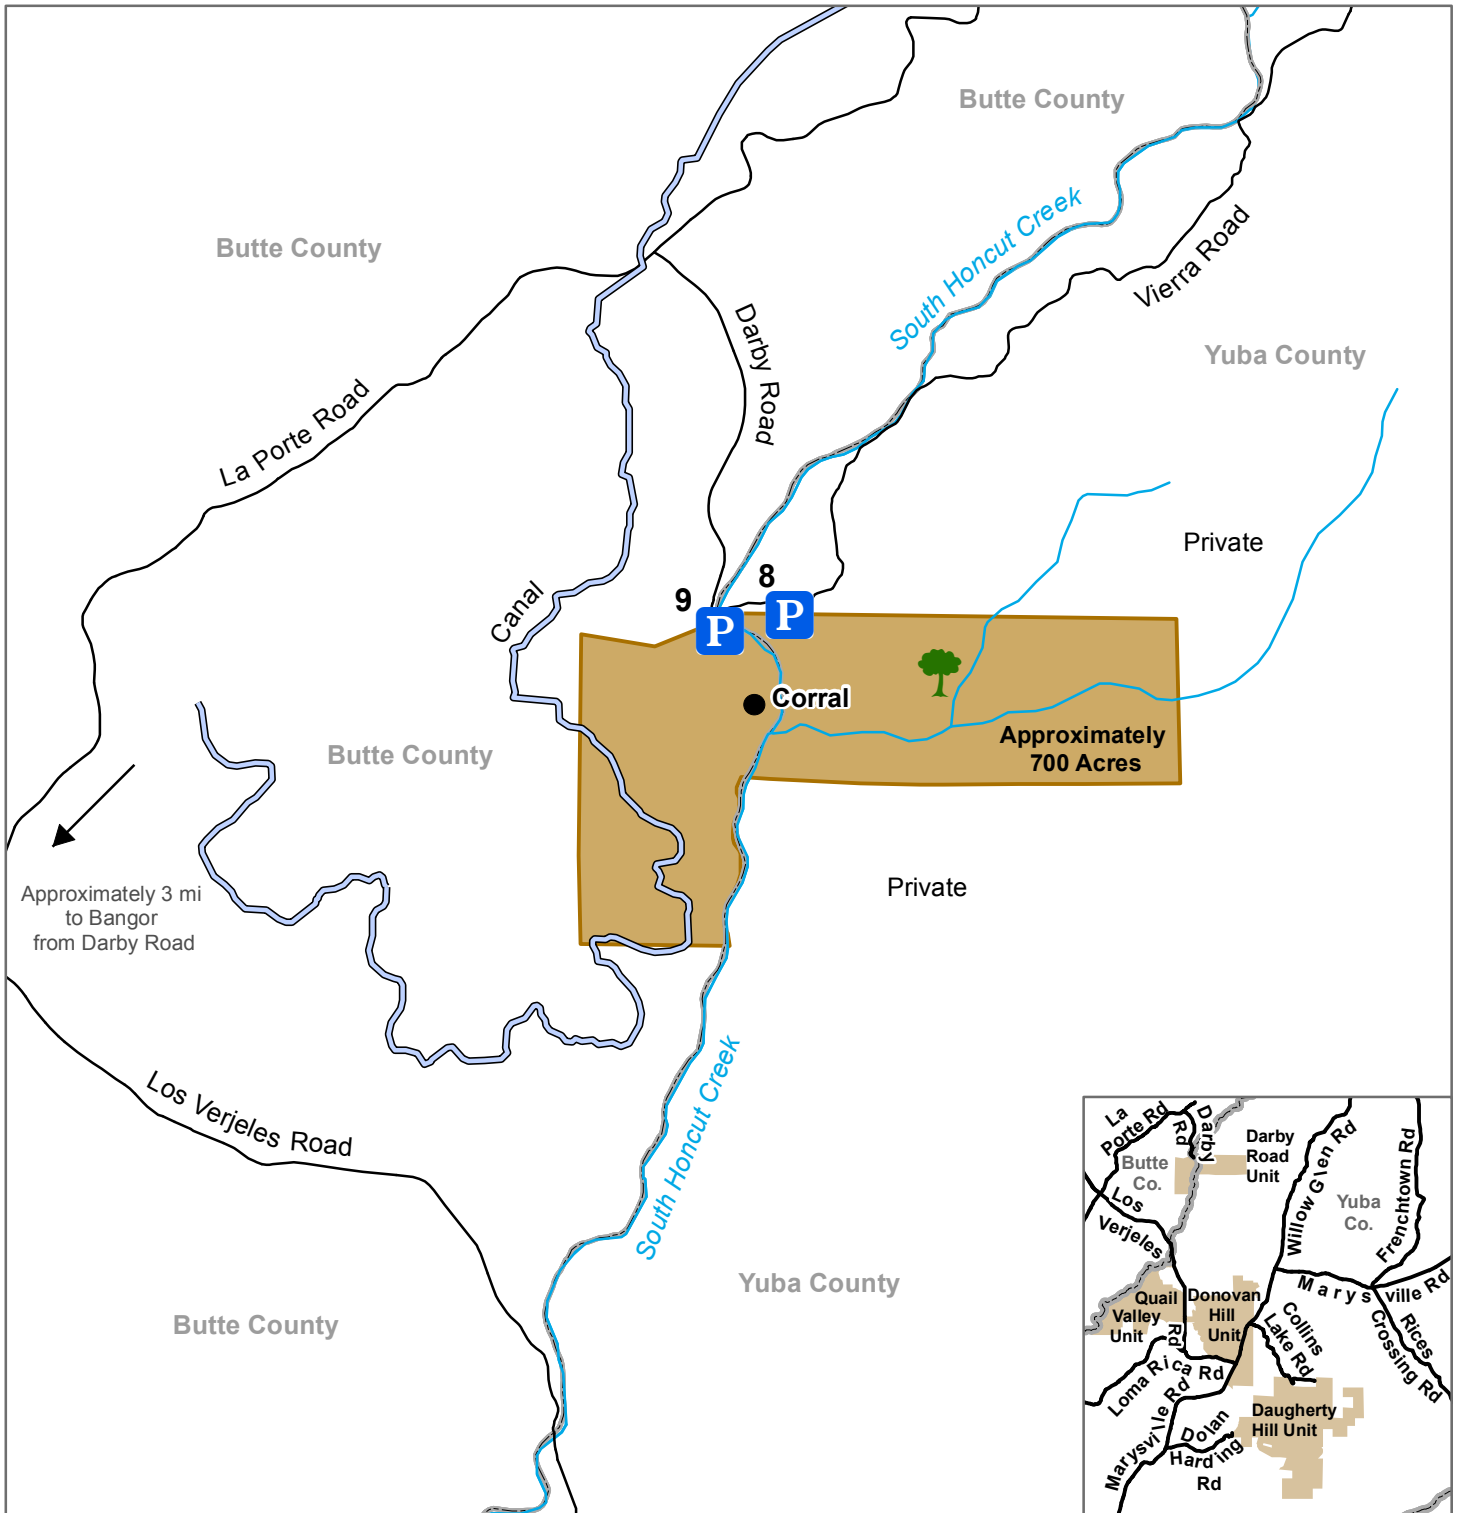 Butte County
South Honcut Creek
Vierra Road
Butte County
Darby Road
Yuba County
La Porte Road
Private
8
9
P
P
Canal
Corral
Approximately
700 Acres
Butte County
Approximately 3 mi
to Bangor
from Darby Road
Private
Los Verjeles Road
South Honcut Creek
Yuba County
Butte County
La
Porte Rd
Darby
Rd
Darby
Road
Unit
Butte
Co.
Willow Glen Rd
Frenchtown Rd
Yuba
Co.
Los
Verjeles
Rd
Quail
Valley
Unit
Donovan
Hill
Unit
Marysville Rd
Collins
Lake Rd
Rices
Crossing Rd
Loma Rica Rd
Marysville Rd
Dolan
Harding
Rd
Daugherty
Hill Unit